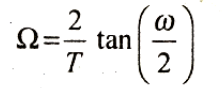 Ω = 2/T tan(ω/2)